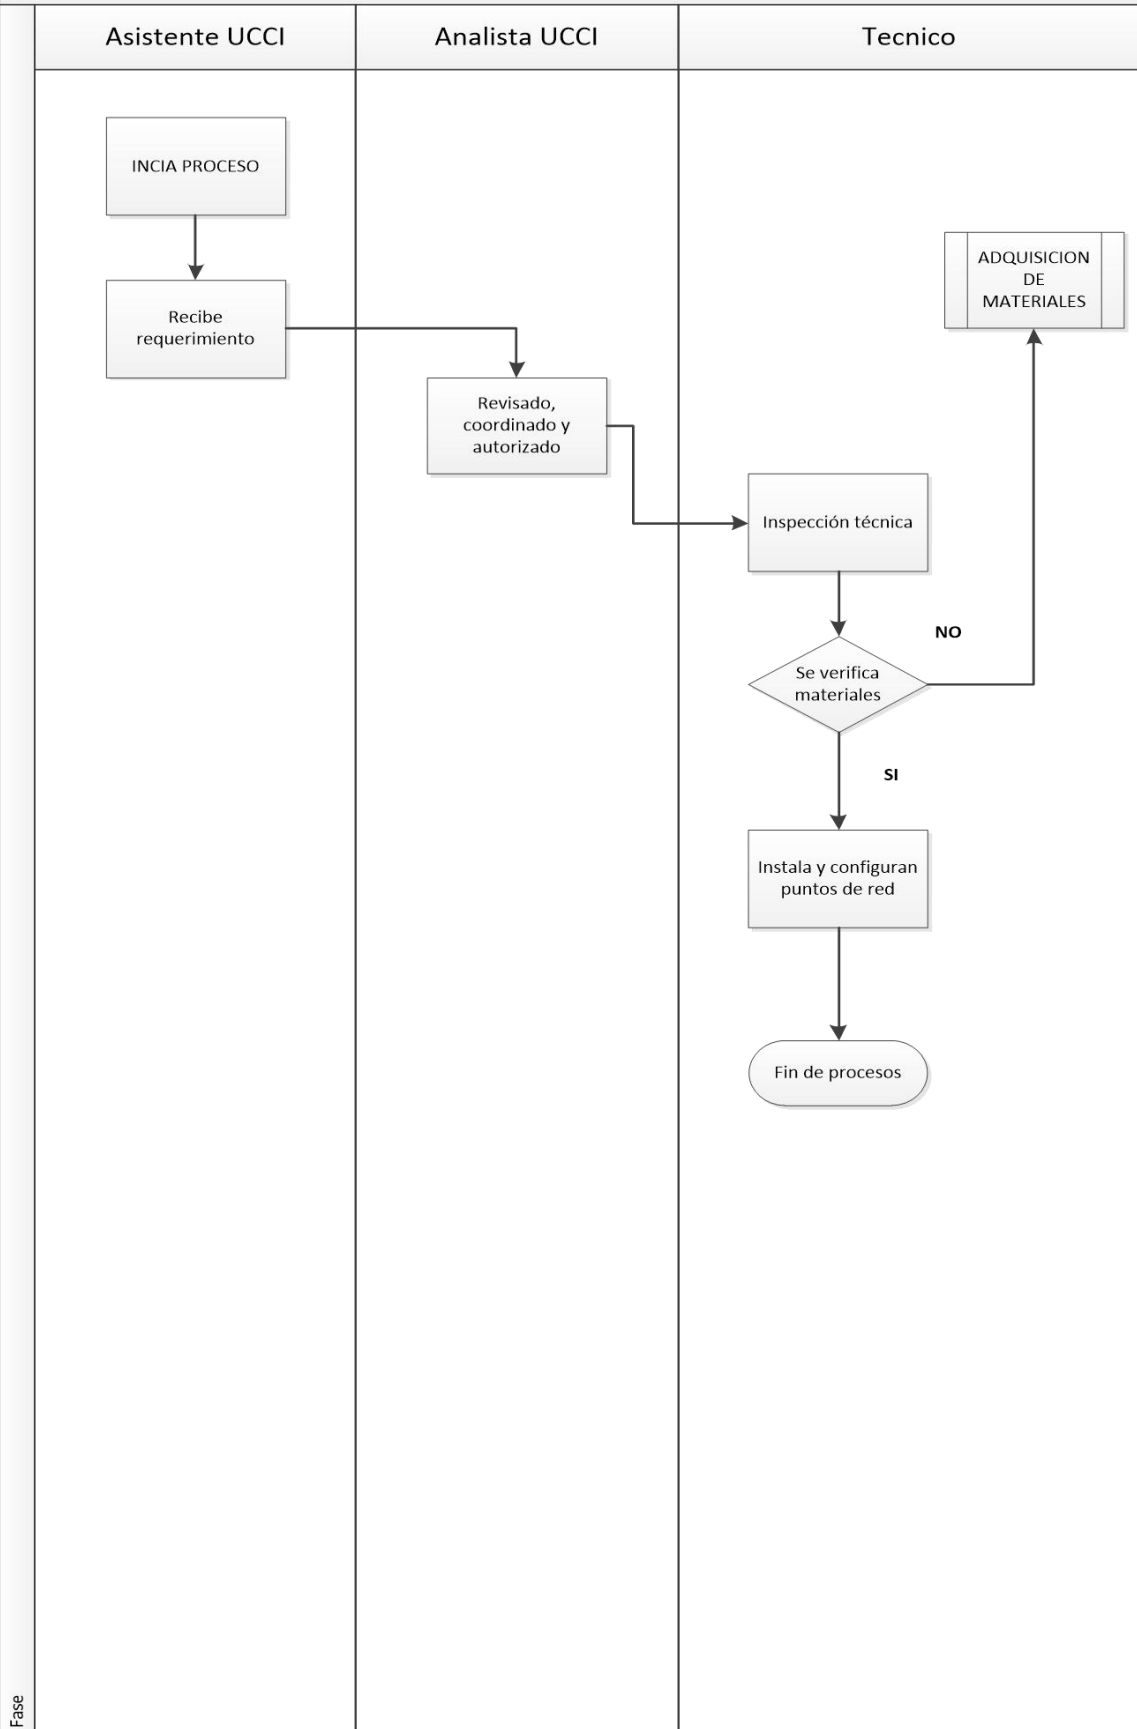 Asistente UCCI
Analista UCCI
Tecnico
INCIA PROCESO
Recibe
requerimiento
ADQUISICION
DE
MATERIALES
Revisado,
coordinado y
autorizado
Inspección técnica
NO
Se verifica
materiales
SI
Instala y configuran
puntos de red
Fin de procesos
Fase